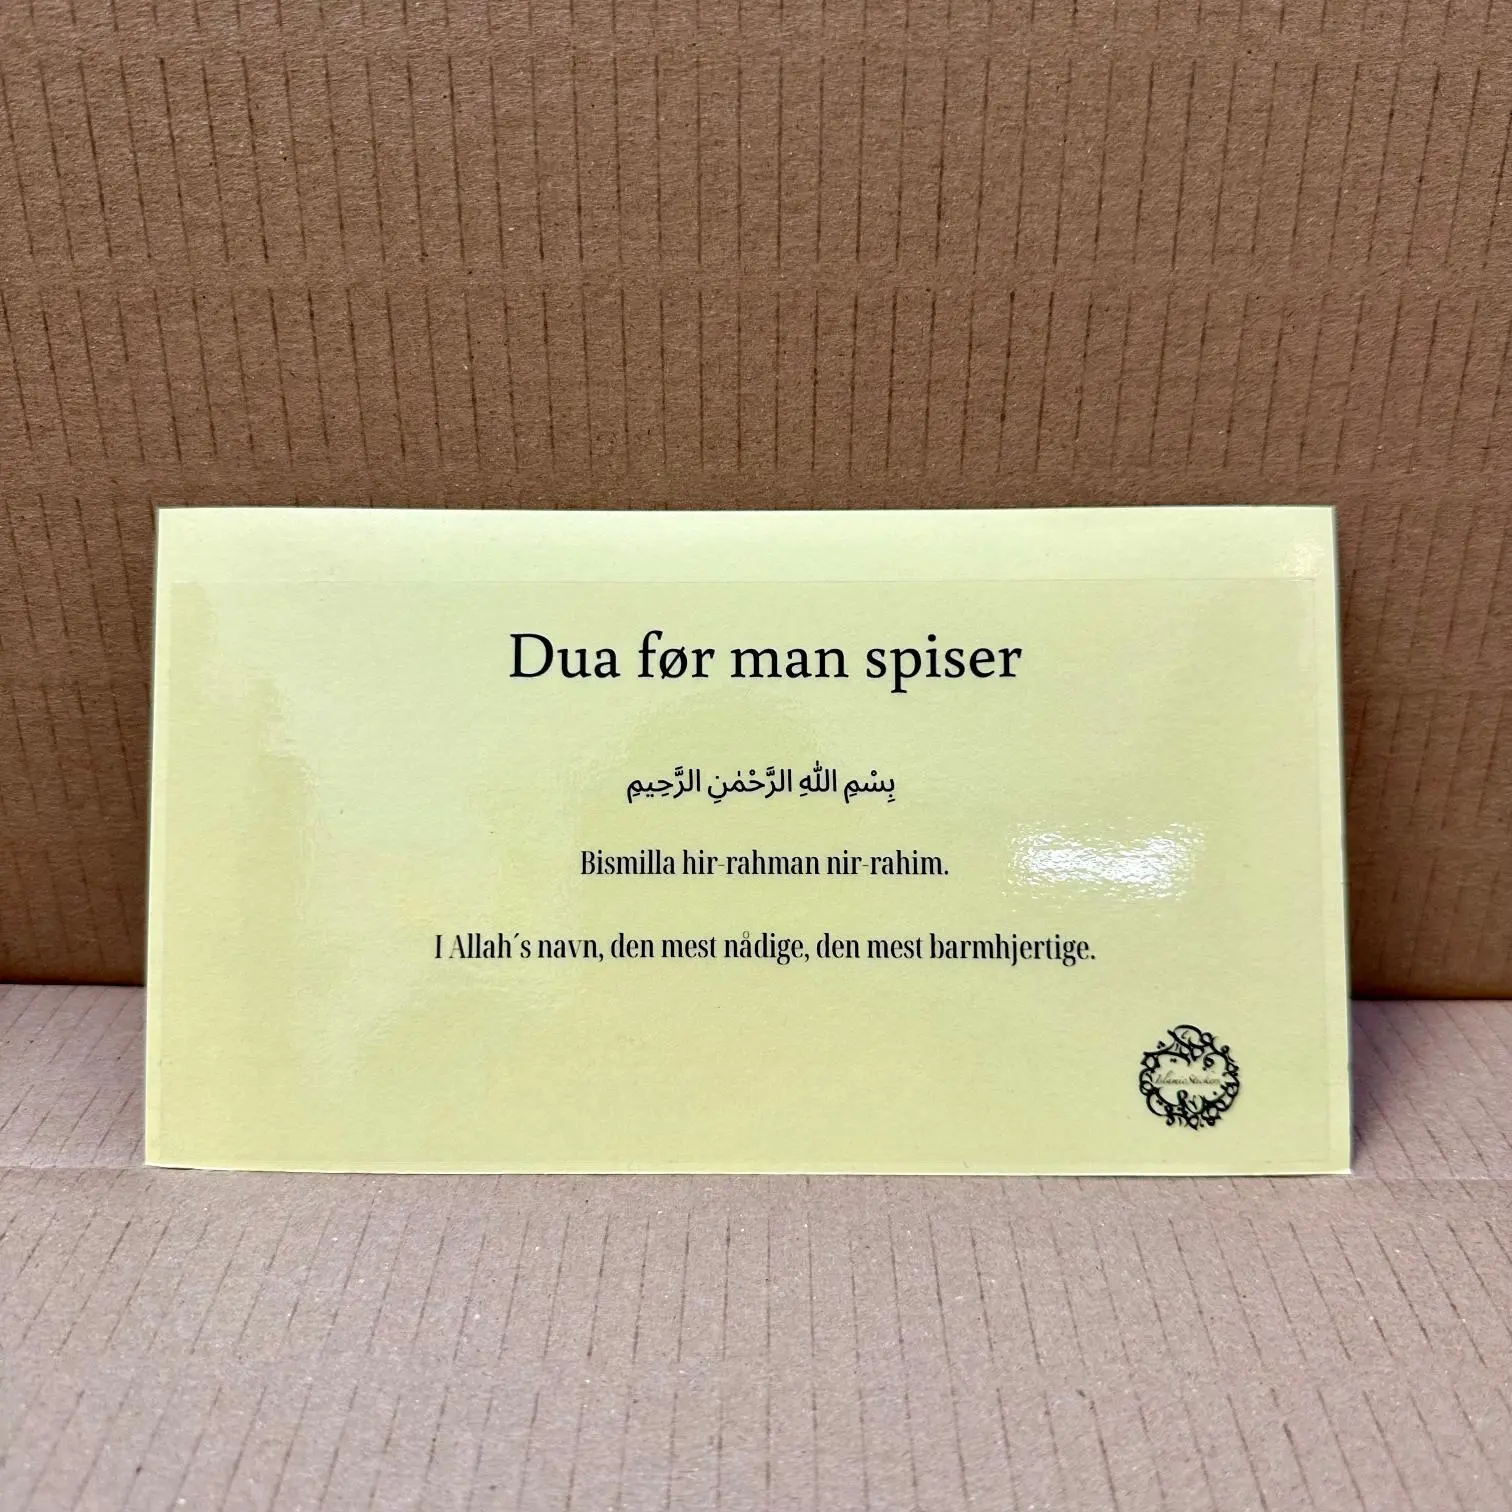 Dua før man spiser
بِسْمِ اللّٰهِ الرَّحْمٰنِ الرَّحِيمِ
Bismilla hir-rahman nir-rahim.
I Allah´s navn, den mest nådige, den mest barmhjertige.
IslamicStickers